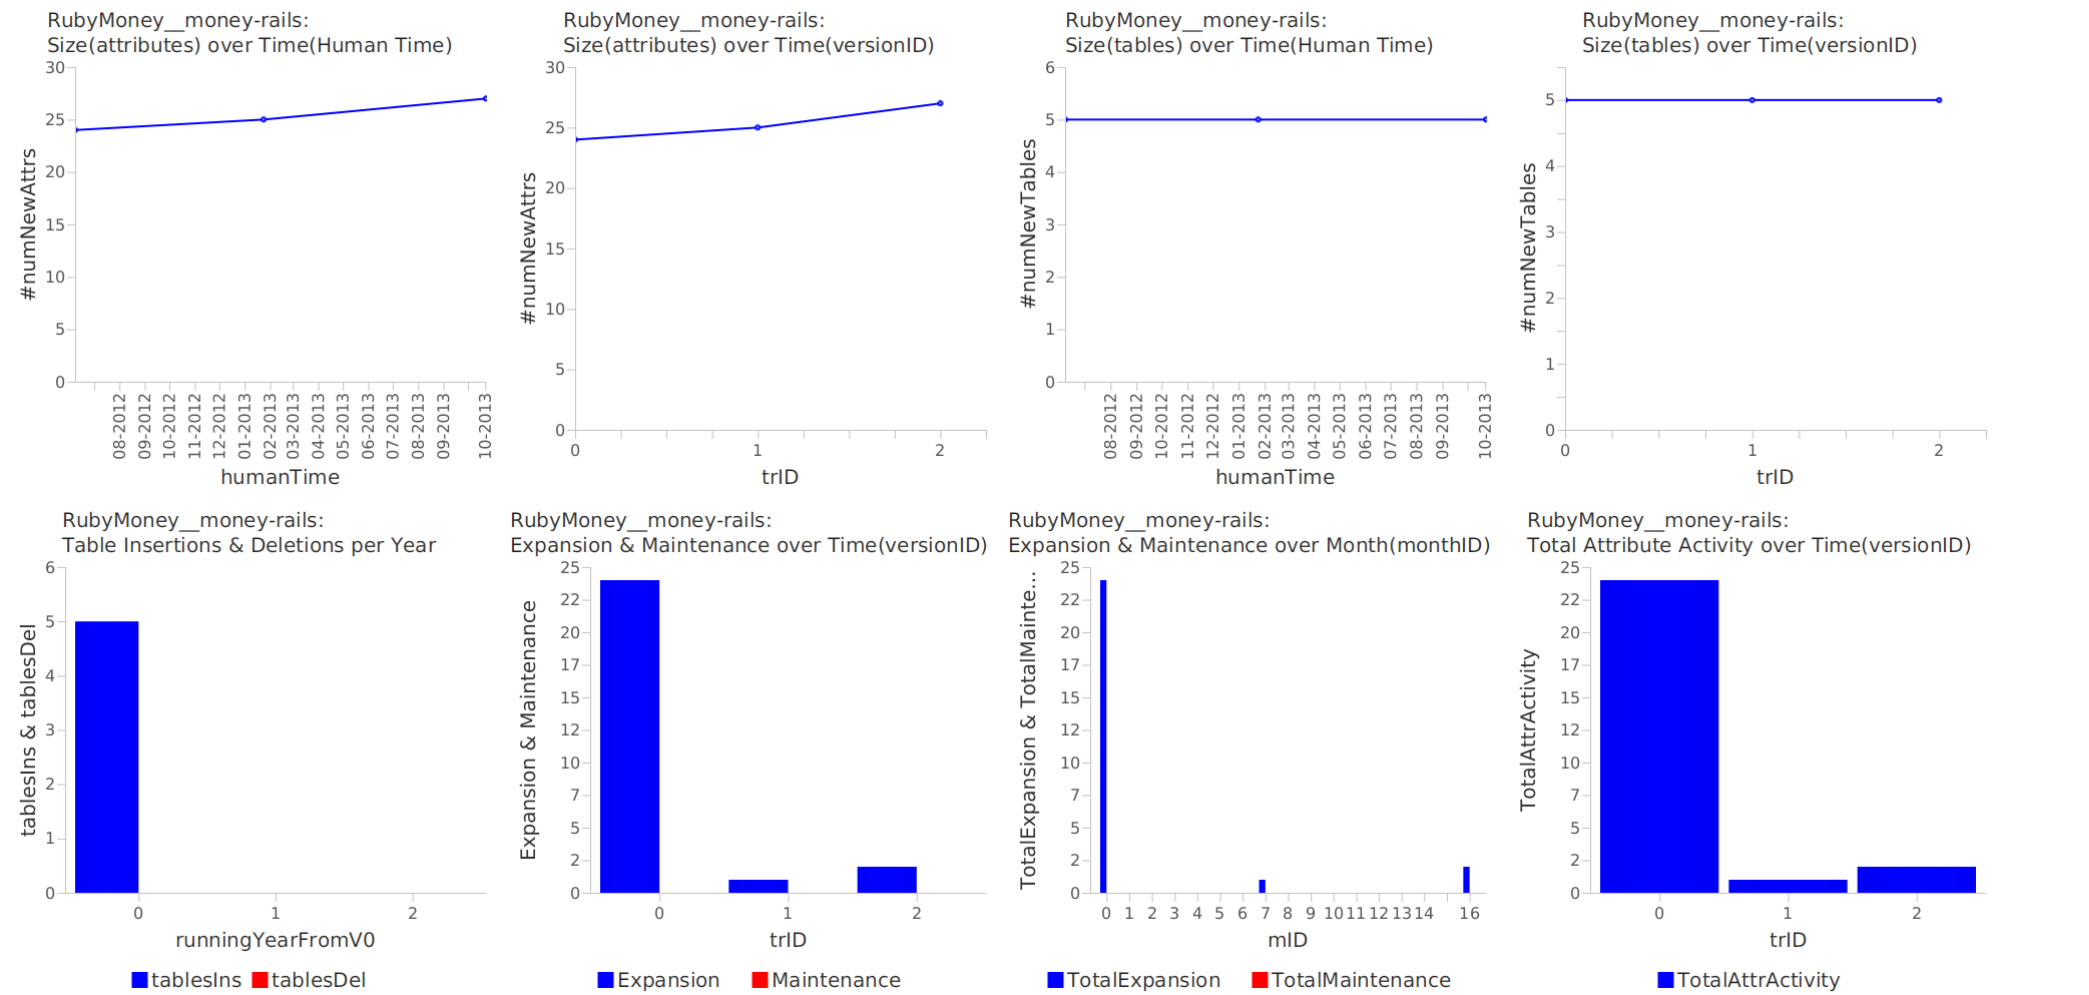 RubyMoney__money-rails:
Size(attributes) over Time(Human Time)
30
25
20
15
10
5
0
#numNewAttrs
08-2012
09-2012
10-2012
11-2012
12-2012
01-2013
02-2013
03-2013
04-2013
05-2013
06-2013
07-2013
08-2013
09-2013
10-2013
humanTime
RubyMoney__money-rails:
Size(attributes) over Time(versionID)
30
25
20
15
10
5
0
#numNewAttrs
0 1 2
trID
RubyMoney__money-rails:
Size(tables) over Time(Human Time)
6
5
4
3
2
1
0
#numNewTables
08-2012
09-2012
10-2012
11-2012
12-2012
01-2013
02-2013
03-2013
04-2013
05-2013
06-2013
07-2013
08-2013
09-2013
10-2013
humanTime
RubyMoney__money-rails:
Size(tables) over Time(versionID)
5
4
3
2
1
0
#numNewTables
0 1 2
trID
RubyMoney__money-rails:
Table Insertions & Deletions per Year
6
5
4
3
2
1
0
tablesIns & tablesDel
0 1 2
runningYearFromV0
tablesIns tablesDel
RubyMoney__money-rails:
Expansion & Maintenance over Time(versionID)
25
22
20
17
15
12
10
7
5
2
0
Expansion & Maintenance
0 1 2
trID
Expansion Maintenance
RubyMoney__money-rails:
Expansion & Maintenance over Month(monthID)
25
22
20
17
15
12
10
7
5
2
0
TotalExpansion & TotalMainte...
0 1 2 3 4 5 6 7 8 9 10 11 12 13 14 16
mID
TotalExpansion TotalMaintenance
RubyMoney__money-rails:
Total Attribute Activity over Time(versionID)
25
22
20
17
15
12
10
7
5
2
0
TotalAttrActivity
0 1 2
trID
TotalAttrActivity